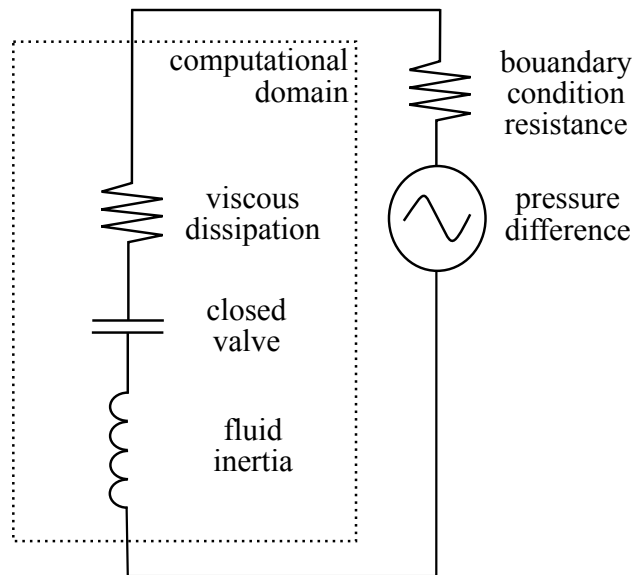 computational
domain
bouandary
condition
resistance
viscous
dissipation
pressure
difference
closed
valve
fluid
inertia